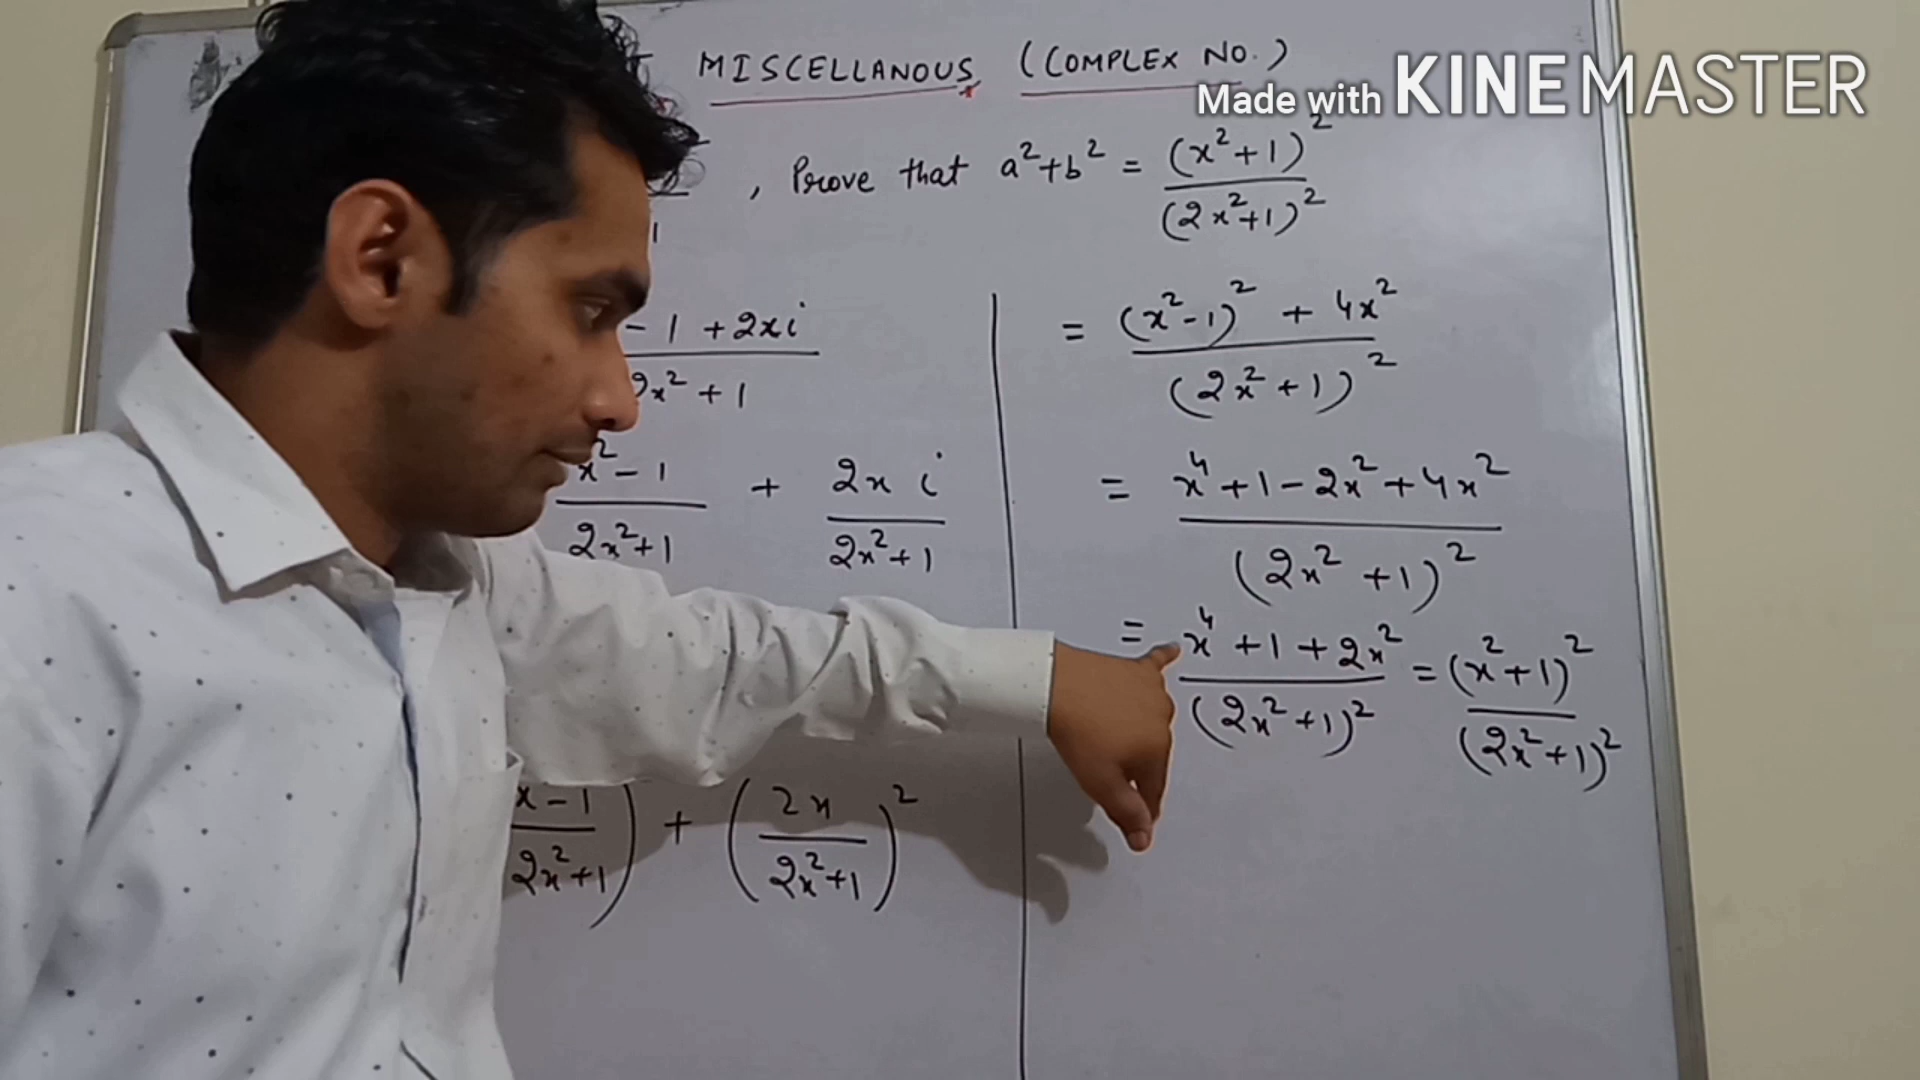 MISCELLANOUS (COMPLEX NO.)
Made with KINEMASTER
, Prove that a²+b² = (x²+1)² / (2x²+1)²
1
- 1 + 2xi / 2x² + 1
x² - 1 / 2x²+1 + 2x i / 2x²+1
x - 1 / 2x²+1) + (2x / 2x²+1)²
= (x²-1)² + 4x² / (2x²+1)²
= x⁴+1-2x²+4x² / (2x²+1)²
= x⁴+1+2x² / (2x²+1)² = (x²+1)² / (2x²+1)²